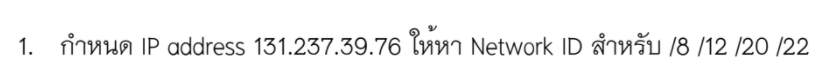 1. กำหนด IP address 131.237.39.76 ให้หา Network ID สำหรับ /8 /12 /20 /22